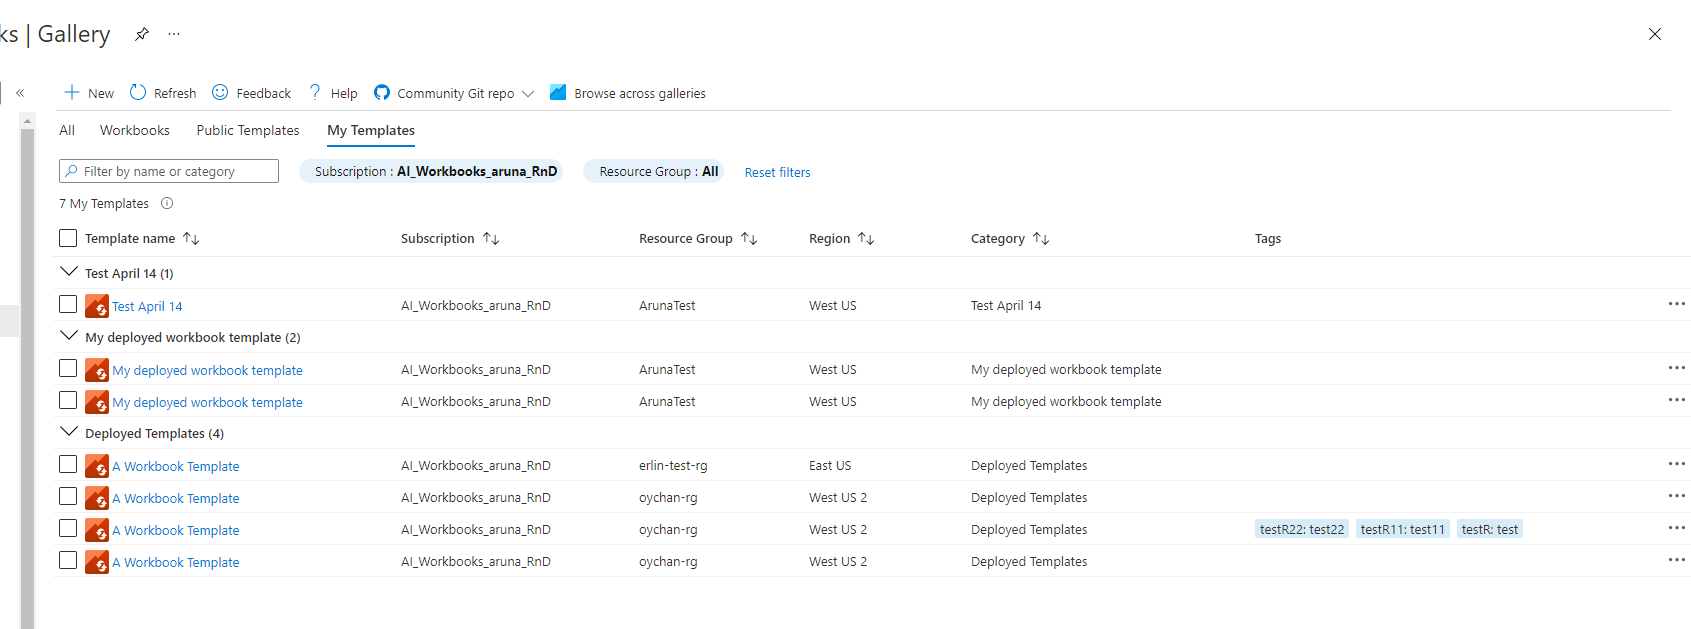 ks | Gallery
New Refresh Feedback Help Community Git repo Browse across galleries
All Workbooks Public Templates My Templates
Filter by name or category Subscription : AI_Workbooks_aruna_RnD Resource Group : All Reset filters
7 My Templates
Template name Subscription Resource Group Region Category Tags
Test April 14 (1)
Test April 14 AI_Workbooks_aruna_RnD ArunaTest West US Test April 14
My deployed workbook template (2)
My deployed workbook template AI_Workbooks_aruna_RnD ArunaTest West US My deployed workbook template
My deployed workbook template AI_Workbooks_aruna_RnD ArunaTest West US My deployed workbook template
Deployed Templates (4)
A Workbook Template AI_Workbooks_aruna_RnD erlin-test-rg East US Deployed Templates
A Workbook Template AI_Workbooks_aruna_RnD oychan-rg West US 2 Deployed Templates
A Workbook Template AI_Workbooks_aruna_RnD oychan-rg West US 2 Deployed Templates testR22: test22 testR11: test11 testR: test
A Workbook Template AI_Workbooks_aruna_RnD oychan-rg West US 2 Deployed Templates